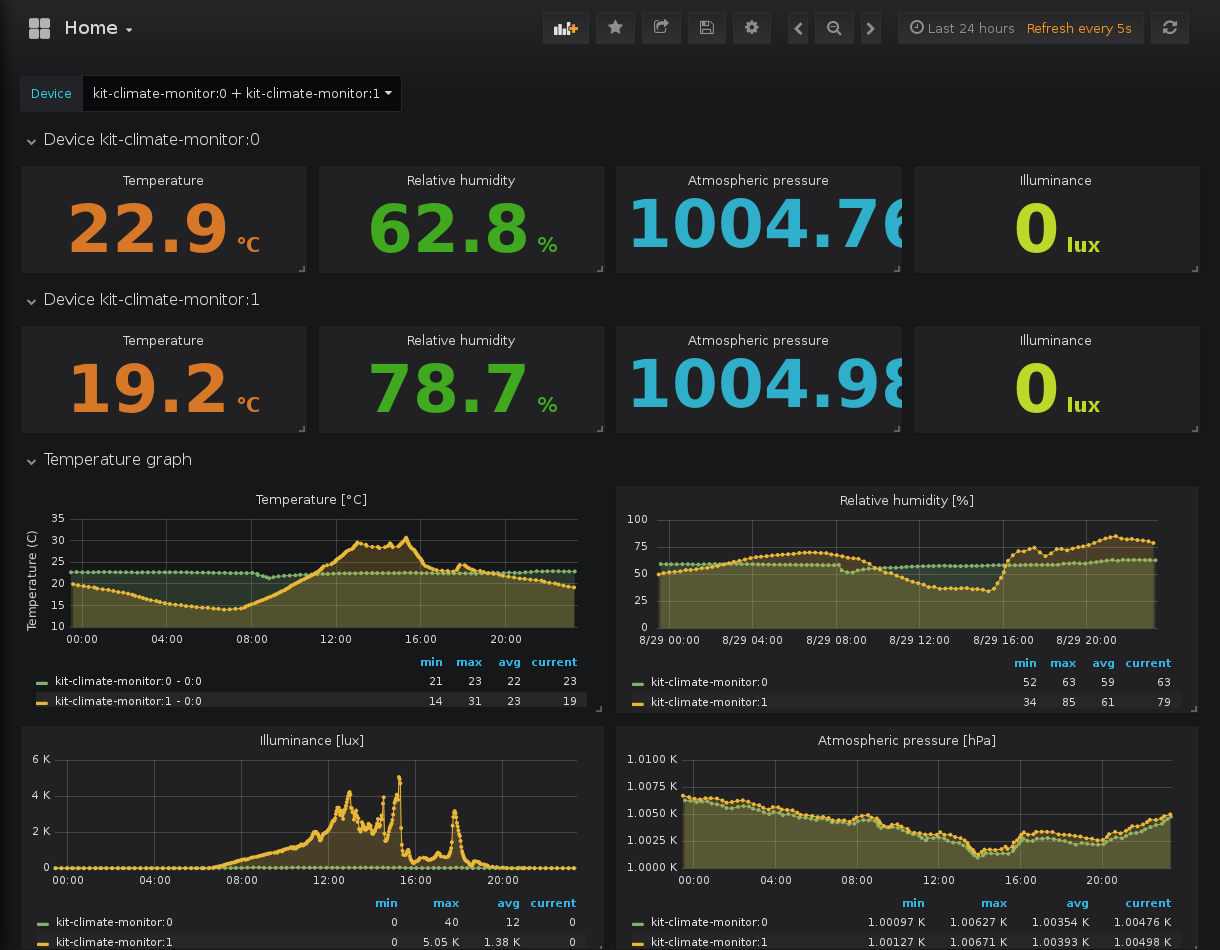 Home
Last 24 hours Refresh every 5s
Device kit-climate-monitor:0 + kit-climate-monitor:1
Device kit-climate-monitor:0
Temperature Relative humidity Atmospheric pressure Illuminance
22.9 °C 62.8 % 1004.76 0 lux
Device kit-climate-monitor:1
Temperature Relative humidity Atmospheric pressure Illuminance
19.2 °C 78.7 % 1004.98 0 lux
Temperature graph
Temperature [°C]
Temperature (C)
35
30
25
20
15
10
00:00 04:00 08:00 12:00 16:00 20:00
min max avg current
kit-climate-monitor:0 - 0:0 21 23 22 23
kit-climate-monitor:1 - 0:0 14 31 23 19
Relative humidity [%]
100
75
50
25
0
8/29 00:00 8/29 04:00 8/29 08:00 8/29 12:00 8/29 16:00 8/29 20:00
min max avg current
kit-climate-monitor:0 52 63 59 63
kit-climate-monitor:1 34 85 61 79
Illuminance [lux]
6 K
4 K
2 K
0
00:00 04:00 08:00 12:00 16:00 20:00
min max avg current
kit-climate-monitor:0 0 40 12 0
kit-climate-monitor:1 0 5.05 K 1.38 K 0
Atmospheric pressure [hPa]
1.0100 K
1.0075 K
1.0050 K
1.0025 K
1.0000 K
00:00 04:00 08:00 12:00 16:00 20:00
min max avg current
kit-climate-monitor:0 1.00097 K 1.00627 K 1.00354 K 1.00476 K
kit-climate-monitor:1 1.00127 K 1.00671 K 1.00393 K 1.00498 K